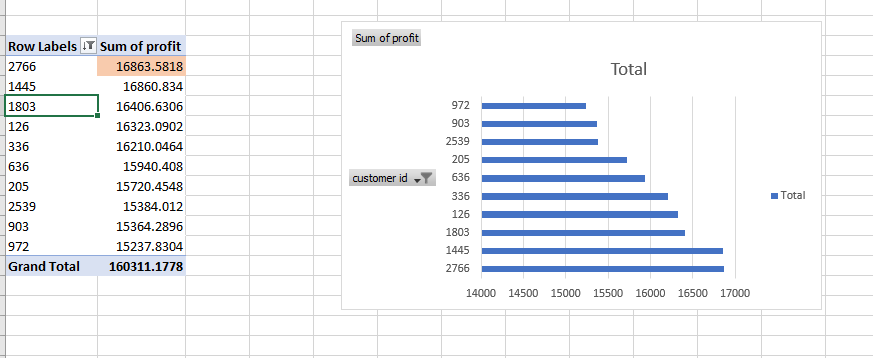 Row Labels Sum of profit
2766 16863.5818
1445 16860.834
1803 16406.6306
126 16323.0902
336 16210.0464
636 15940.408
205 15720.4548
2539 15384.012
903 15364.2896
972 15237.8304
Grand Total 160311.1778
Sum of profit
Total
972
903
2539
205
636
336
126
1803
1445
2766
customer id
Total
14000 14500 15000 15500 16000 16500 17000